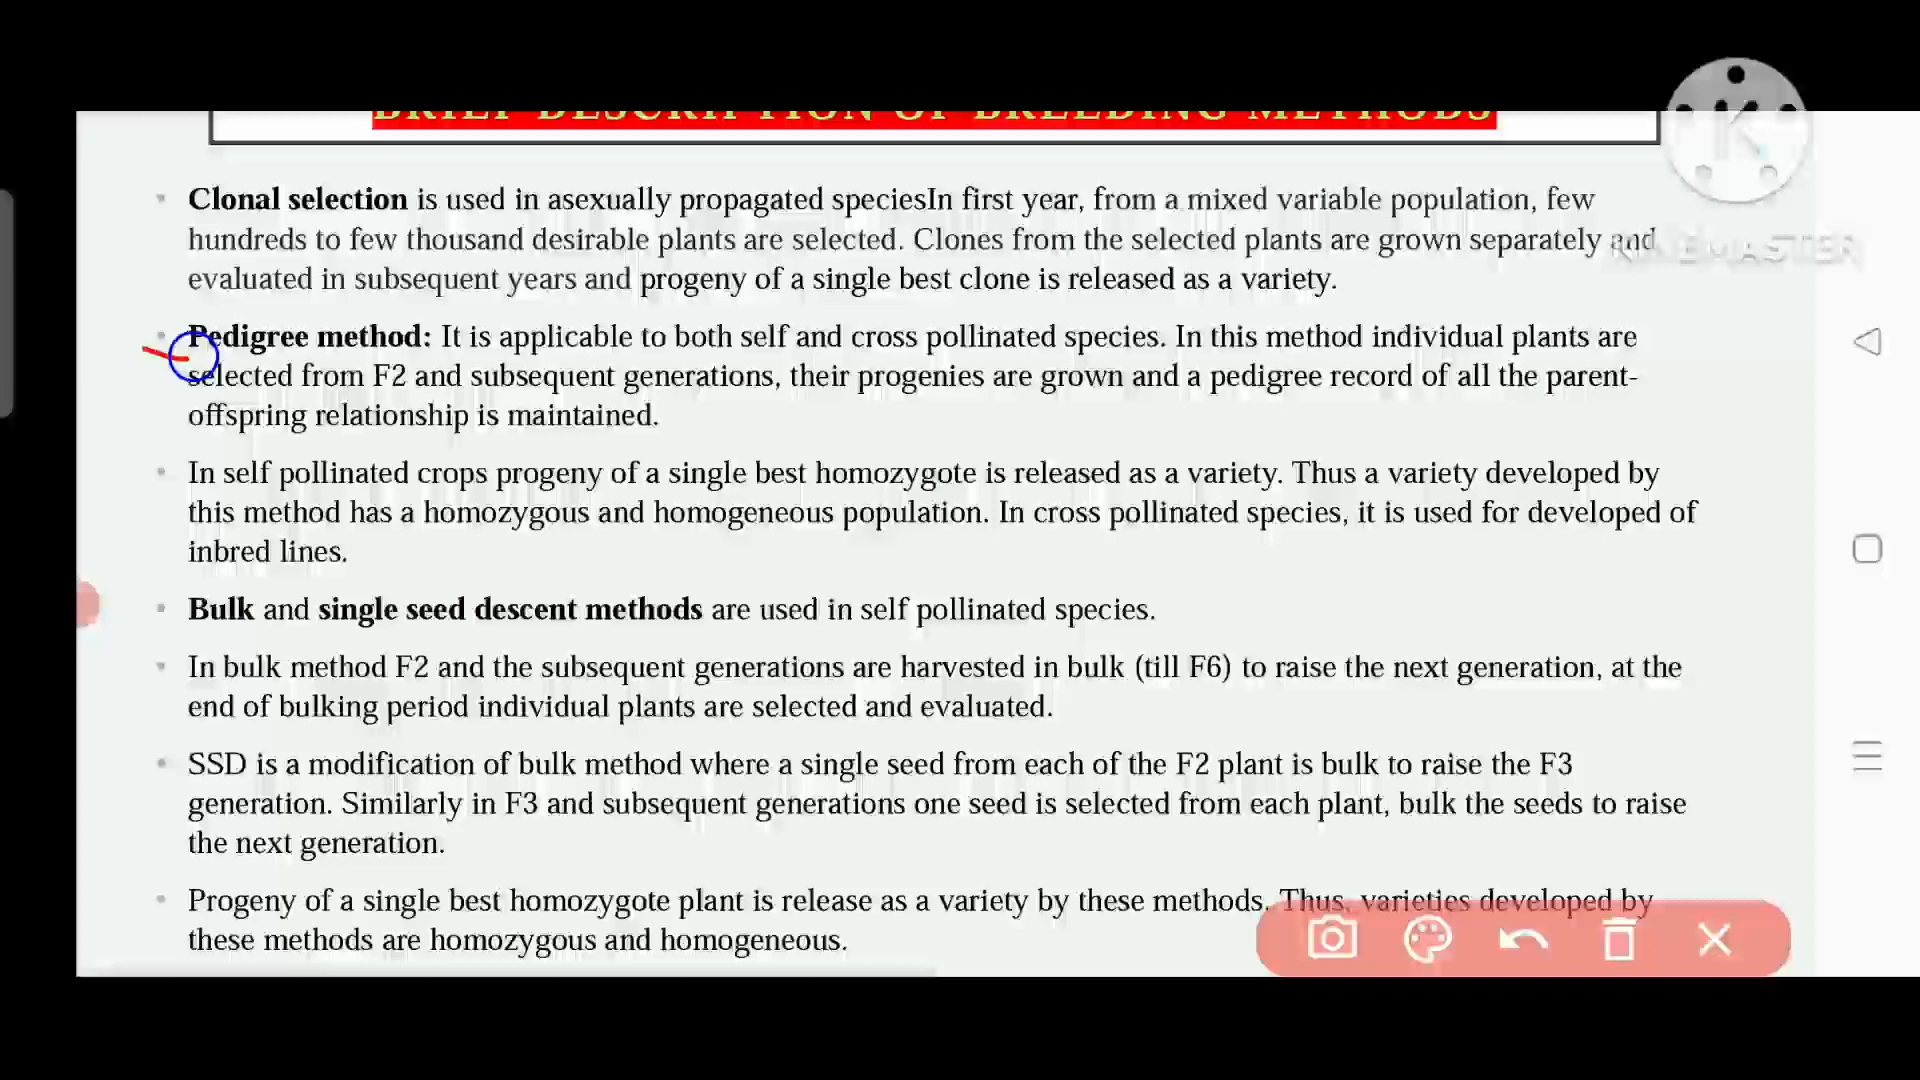 BRIEF DESCRIPTION OF BREEDING METHODS
Clonal selection is used in asexually propagated speciesIn first year, from a mixed variable population, few
hundreds to few thousand desirable plants are selected. Clones from the selected plants are grown separately and
evaluated in subsequent years and progeny of a single best clone is released as a variety.
KINEMASTER
Pedigree method: It is applicable to both self and cross pollinated species. In this method individual plants are
selected from F2 and subsequent generations, their progenies are grown and a pedigree record of all the parent-
offspring relationship is maintained.
In self pollinated crops progeny of a single best homozygote is released as a variety. Thus a variety developed by
this method has a homozygous and homogeneous population. In cross pollinated species, it is used for developed of
inbred lines.
Bulk and single seed descent methods are used in self pollinated species.
In bulk method F2 and the subsequent generations are harvested in bulk (till F6) to raise the next generation, at the
end of bulking period individual plants are selected and evaluated.
SSD is a modification of bulk method where a single seed from each of the F2 plant is bulk to raise the F3
generation. Similarly in F3 and subsequent generations one seed is selected from each plant, bulk the seeds to raise
the next generation.
Progeny of a single best homozygote plant is release as a variety by these methods. Thus, varieties developed by
these methods are homozygous and homogeneous.